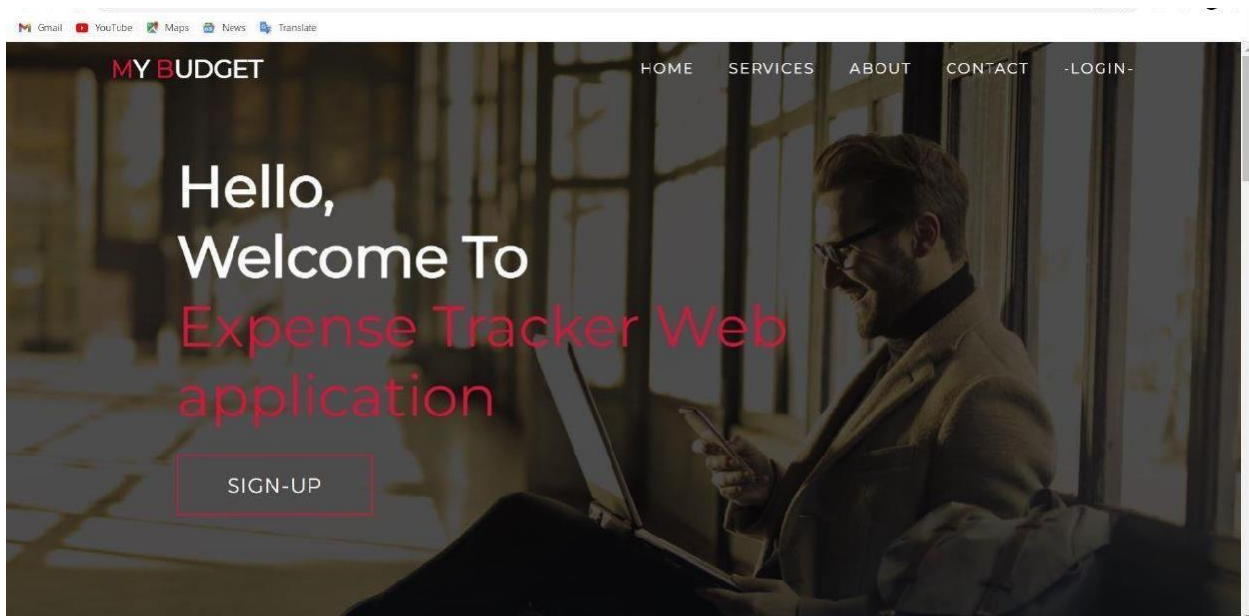 Gmail YouTube Maps News Translate
MY BUDGET HOME SERVICES ABOUT CONTACT -LOGIN-
Hello,
Welcome To
Expense Tracker Web
application
SIGN-UP